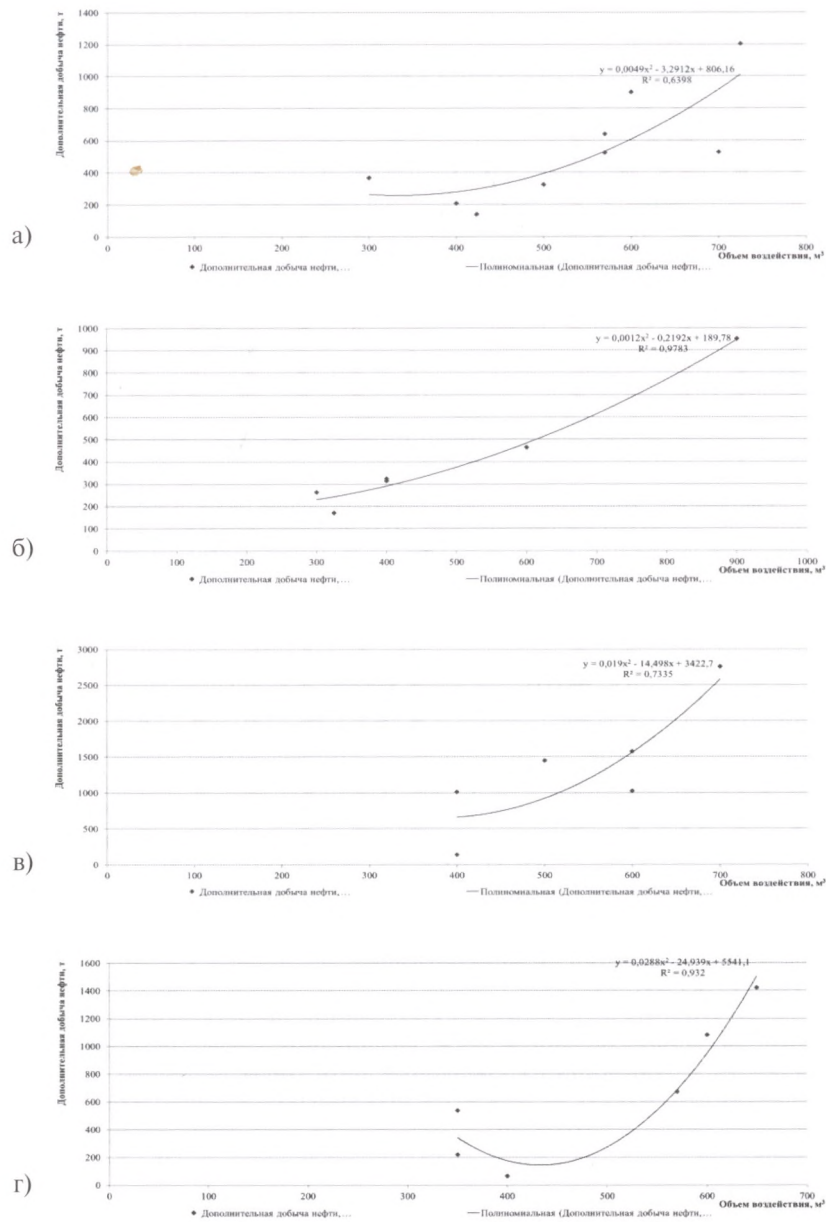 Дополнительная добыча нефти, т
1400
1200
1000
800
600
400
200
0
y = 0,0049x² - 3,2912x + 806,16
R² = 0,6398
а)
0 100 200 300 400 500 600 700 800
Объем воздействия, м³
Дополнительная добыча нефти,…
Полиномиальная (Дополнительная добыча нефти,…
Дополнительная добыча нефти, т
1000
900
800
700
600
500
400
300
200
100
0
y = 0,0012x² - 0,2192x + 189,78
R² = 0,9783
б)
0 100 200 300 400 500 600 700 800 900 1000
Объем воздействия, м³
Дополнительная добыча нефти,…
Полиномиальная (Дополнительная добыча нефти,…
Дополнительная добыча нефти, т
3000
2500
2000
1500
1000
500
0
y = 0,019x² - 14,498x + 3422,7
R² = 0,7335
в)
0 100 200 300 400 500 600 700 800
Объем воздействия, м³
Дополнительная добыча нефти,…
Полиномиальная (Дополнительная добыча нефти,…
Дополнительная добыча нефти, т
1600
1400
1200
1000
800
600
400
200
0
y = 0,0288x² - 24,939x + 5541,1
R² = 0,932
г)
0 100 200 300 400 500 600 700
Объем воздействия, м³
Дополнительная добыча нефти,…
Полиномиальная (Дополнительная добыча нефти,…